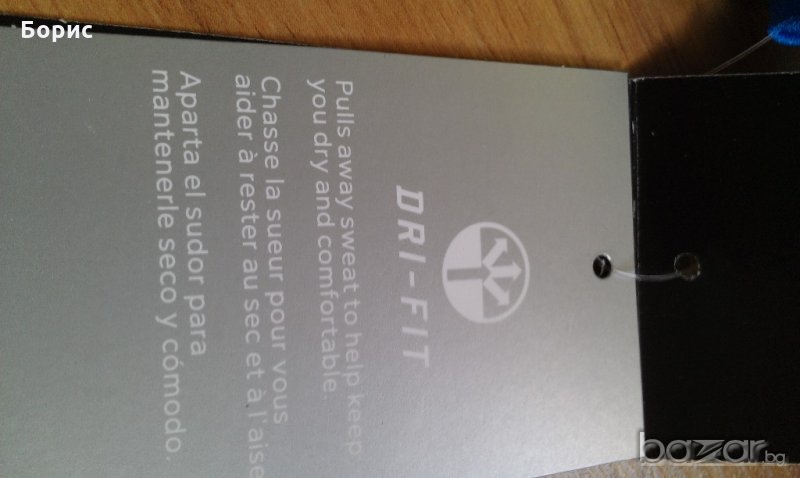 Борис
DRI-FIT
Pulls away sweat to help keep
you dry and comfortable.
Chasse la sueur pour vous
aider à rester au sec et à l'aise
Aparta el sudor para
mantenerle seco y cómodo.
bazar.bg